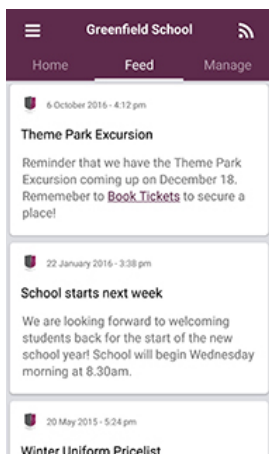 Greenfield School
Home Feed Manage
6 October 2016 - 4:12 pm
Theme Park Excursion
Reminder that we have the Theme Park
Excursion coming up on December 18.
Rememeber to Book Tickets to secure a
place!
22 January 2016 - 3:38 pm
School starts next week
We are looking forward to welcoming
students back for the start of the new
school year! School will begin Wednesday
morning at 8.30am.
20 May 2015 - 5:24 pm
Winter Uniform Pricelist